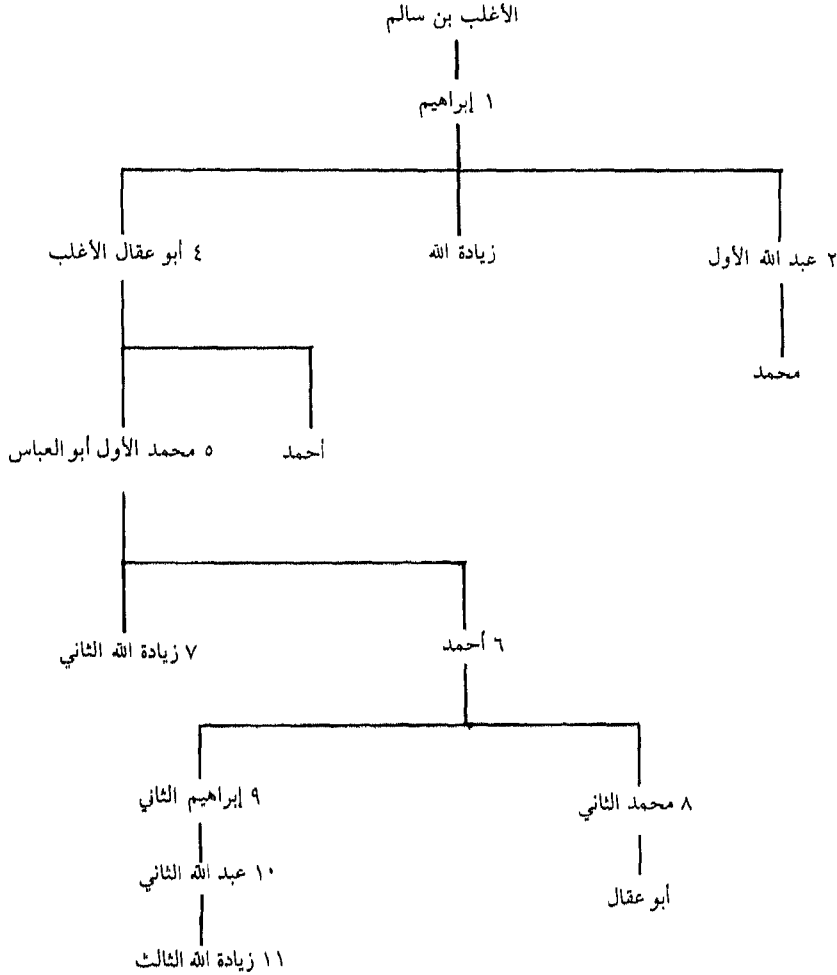 الأغلب بن سالم
١ إبراهيم
٢ عبد الله الأول
زيادة الله
٤ أبو عقال الأغلب
محمد
أحمد
٥ محمد الأول أبو العباس
٦ أحمد
٧ زيادة الله الثاني
٨ محمد الثاني
٩ إبراهيم الثاني
١٠ عبد الله الثاني
أبو عقال
١١ زيادة الله الثالث